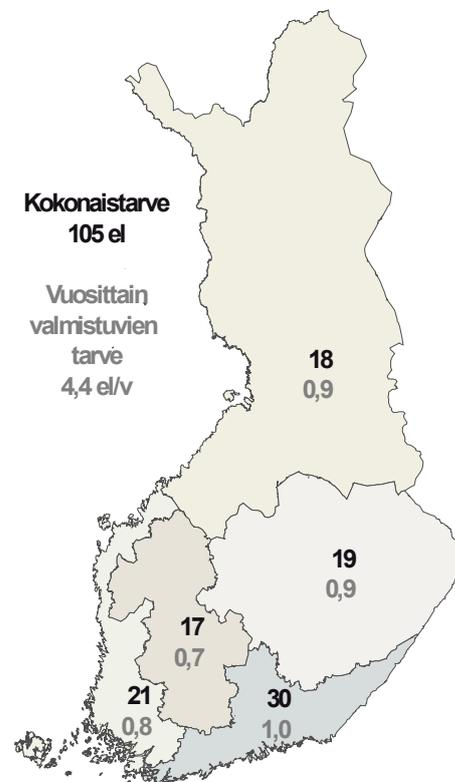 Kokonaistarve
105 el
Vuosittain
valmistuvien
tarve
4,4 el/v
18
0,9
19
0,9
17
0,7
21
0,8
30
1,0